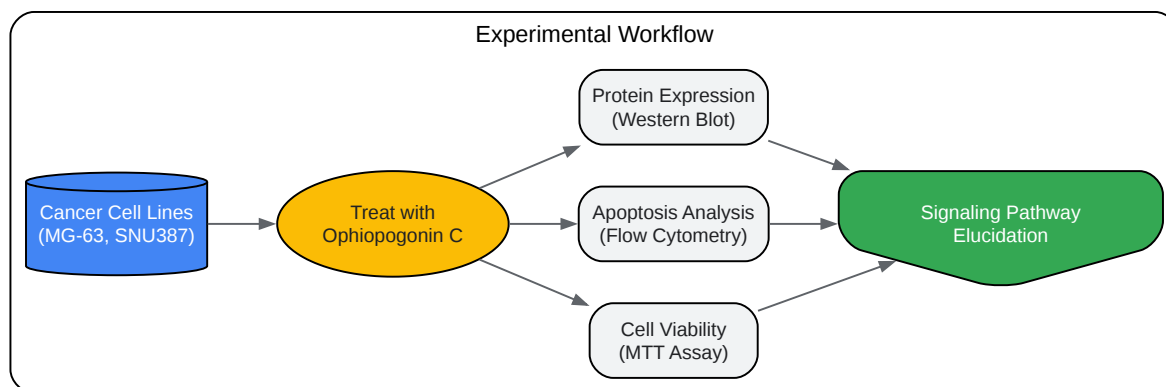 Experimental Workflow
Protein Expression
(Western Blot)
Cancer Cell Lines
(MG-63, SNU387)
Treat with
Ophiopogonin C
Apoptosis Analysis
(Flow Cytometry)
Signaling Pathway
Elucidation
Cell Viability
(MTT Assay)